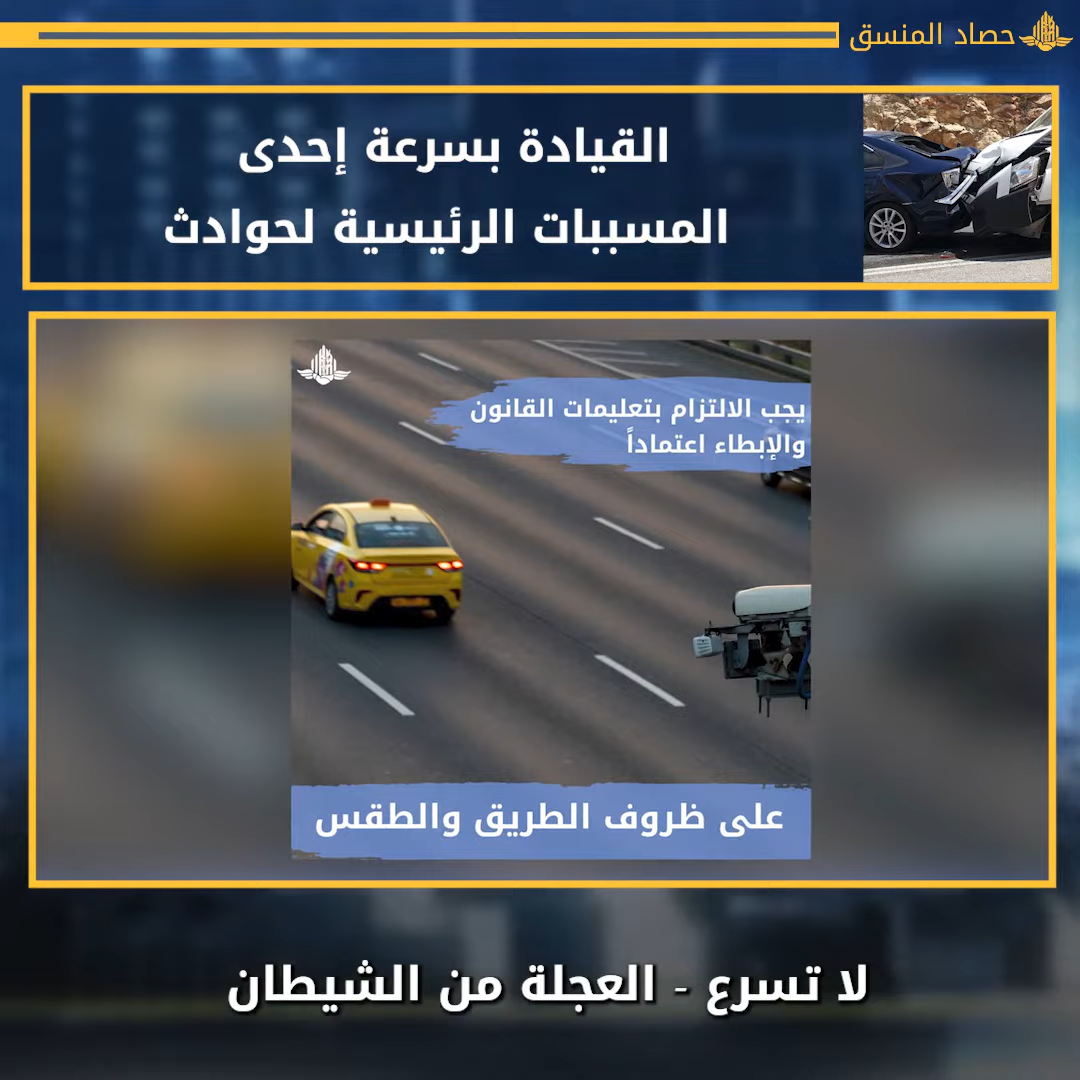 حصاد المنسق
القيادة بسرعة إحدى
المسببات الرئيسية لحوادث
يجب الالتزام بتعليمات القانون
والإبطاء اعتماداً
على ظروف الطريق والطقس
لا تسرع - العجلة من الشيطان